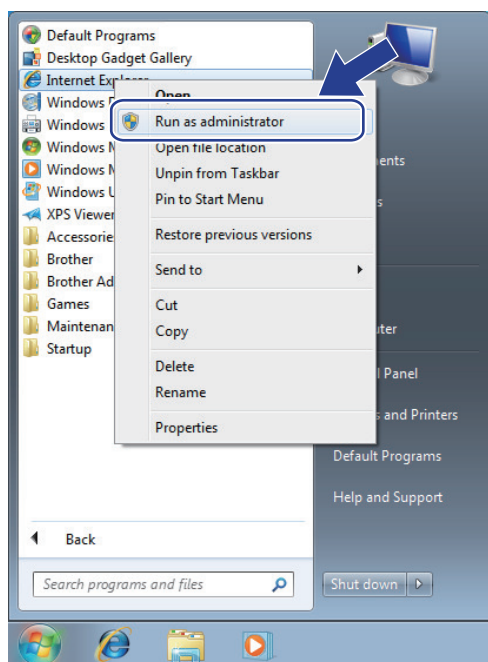 Default Programs
Desktop Gadget Gallery
Internet Explorer
Windows
Windows
Windows
Windows
Windows
XPS Viewer
Accessorie
Brother
Brother Ad
Games
Maintenan
Startup
Back
Search programs and files
Open
Run as administrator
Open file location
Unpin from Taskbar
Pin to Start Menu
Restore previous versions
Send to
Cut
Copy
Delete
Rename
Properties
ents
s
uter
l Panel
s and Printers
Default Programs
Help and Support
Shut down